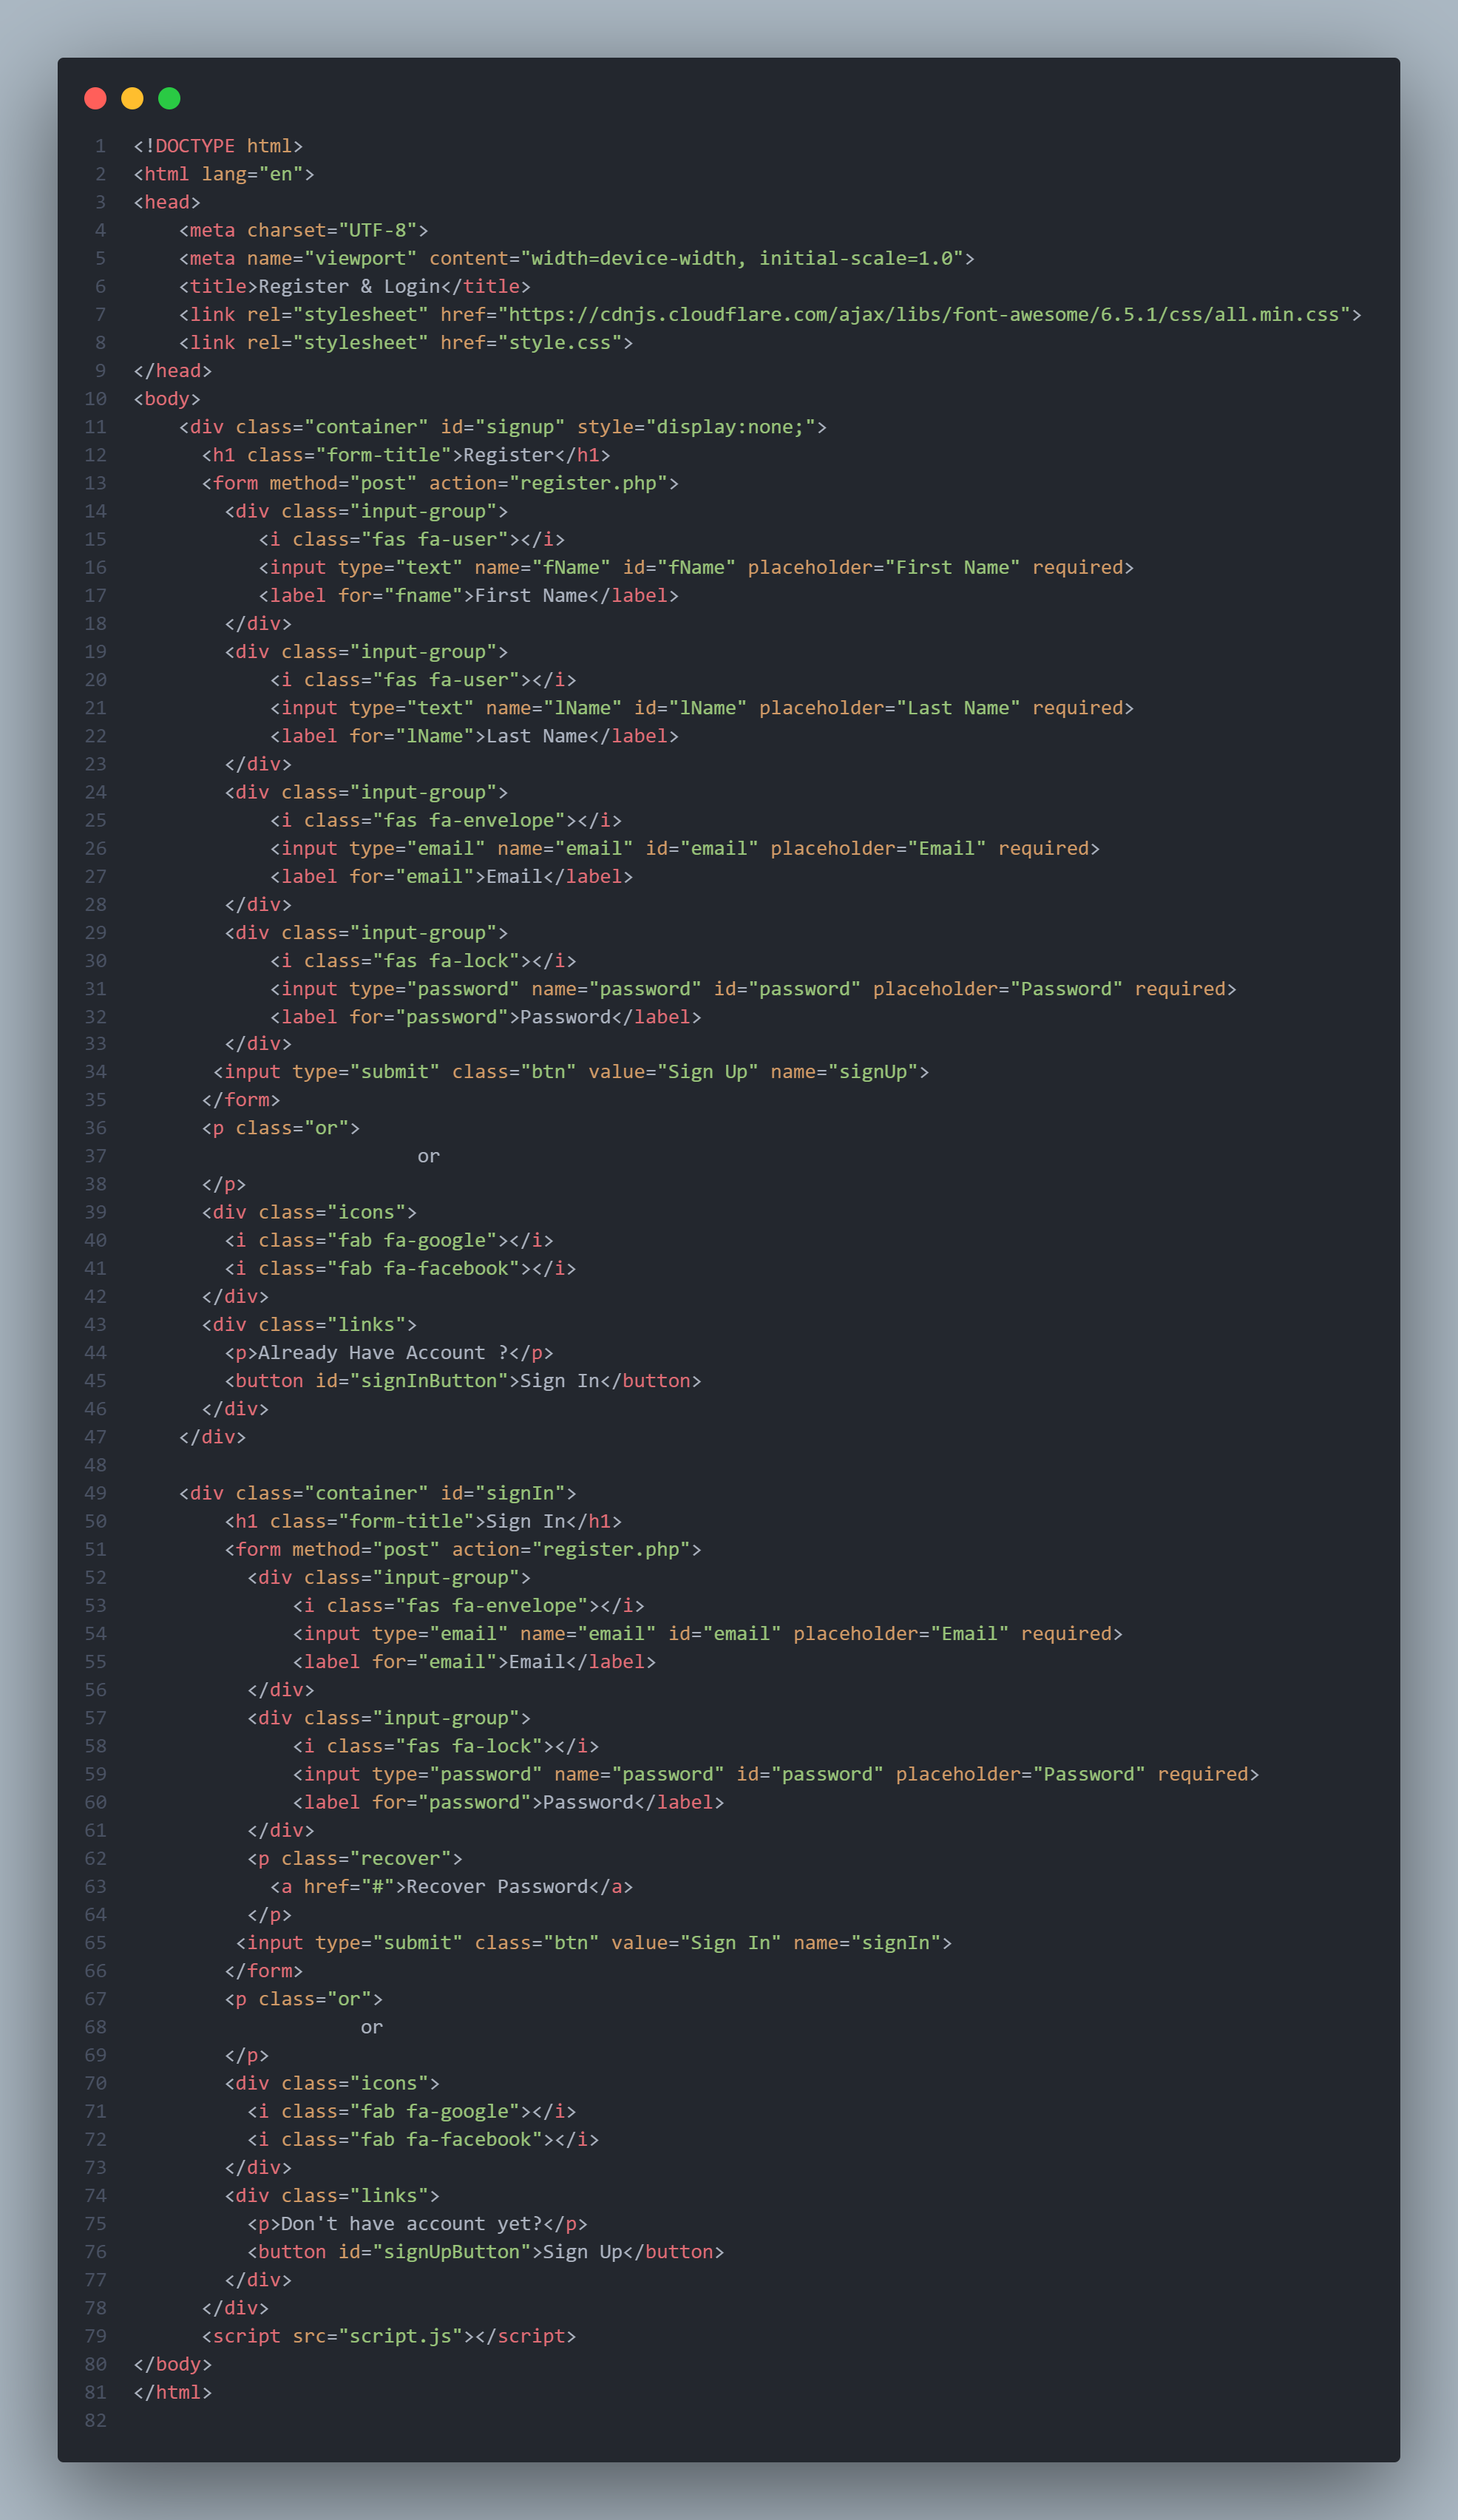 1 <!DOCTYPE html>
2 <html lang="en">
3 <head>
4     <meta charset="UTF-8">
5     <meta name="viewport" content="width=device-width, initial-scale=1.0">
6     <title>Register & Login</title>
7     <link rel="stylesheet" href="https://cdnjs.cloudflare.com/ajax/libs/font-awesome/6.5.1/css/all.min.css">
8     <link rel="stylesheet" href="style.css">
9 </head>
10 <body>
11     <div class="container" id="signup" style="display:none;">
12       <h1 class="form-title">Register</h1>
13       <form method="post" action="register.php">
14         <div class="input-group">
15            <i class="fas fa-user"></i>
16            <input type="text" name="fName" id="fName" placeholder="First Name" required>
17            <label for="fname">First Name</label>
18         </div>
19         <div class="input-group">
20             <i class="fas fa-user"></i>
21             <input type="text" name="lName" id="lName" placeholder="Last Name" required>
22             <label for="lName">Last Name</label>
23         </div>
24         <div class="input-group">
25             <i class="fas fa-envelope"></i>
26             <input type="email" name="email" id="email" placeholder="Email" required>
27             <label for="email">Email</label>
28         </div>
29         <div class="input-group">
30             <i class="fas fa-lock"></i>
31             <input type="password" name="password" id="password" placeholder="Password" required>
32             <label for="password">Password</label>
33         </div>
34        <input type="submit" class="btn" value="Sign Up" name="signUp">
35       </form>
36       <p class="or">
37                          or
38       </p>
39       <div class="icons">
40         <i class="fab fa-google"></i>
41         <i class="fab fa-facebook"></i>
42       </div>
43       <div class="links">
44         <p>Already Have Account ?</p>
45         <button id="signInButton">Sign In</button>
46       </div>
47     </div>
48
49     <div class="container" id="signIn">
50         <h1 class="form-title">Sign In</h1>
51         <form method="post" action="register.php">
52           <div class="input-group">
53               <i class="fas fa-envelope"></i>
54               <input type="email" name="email" id="email" placeholder="Email" required>
55               <label for="email">Email</label>
56           </div>
57           <div class="input-group">
58               <i class="fas fa-lock"></i>
59               <input type="password" name="password" id="password" placeholder="Password" required>
60               <label for="password">Password</label>
61           </div>
62           <p class="recover">
63             <a href="#">Recover Password</a>
64           </p>
65          <input type="submit" class="btn" value="Sign In" name="signIn">
66         </form>
67         <p class="or">
68                     or
69         </p>
70         <div class="icons">
71           <i class="fab fa-google"></i>
72           <i class="fab fa-facebook"></i>
73         </div>
74         <div class="links">
75           <p>Don't have account yet?</p>
76           <button id="signUpButton">Sign Up</button>
77         </div>
78       </div>
79       <script src="script.js"></script>
80 </body>
81 </html>
82